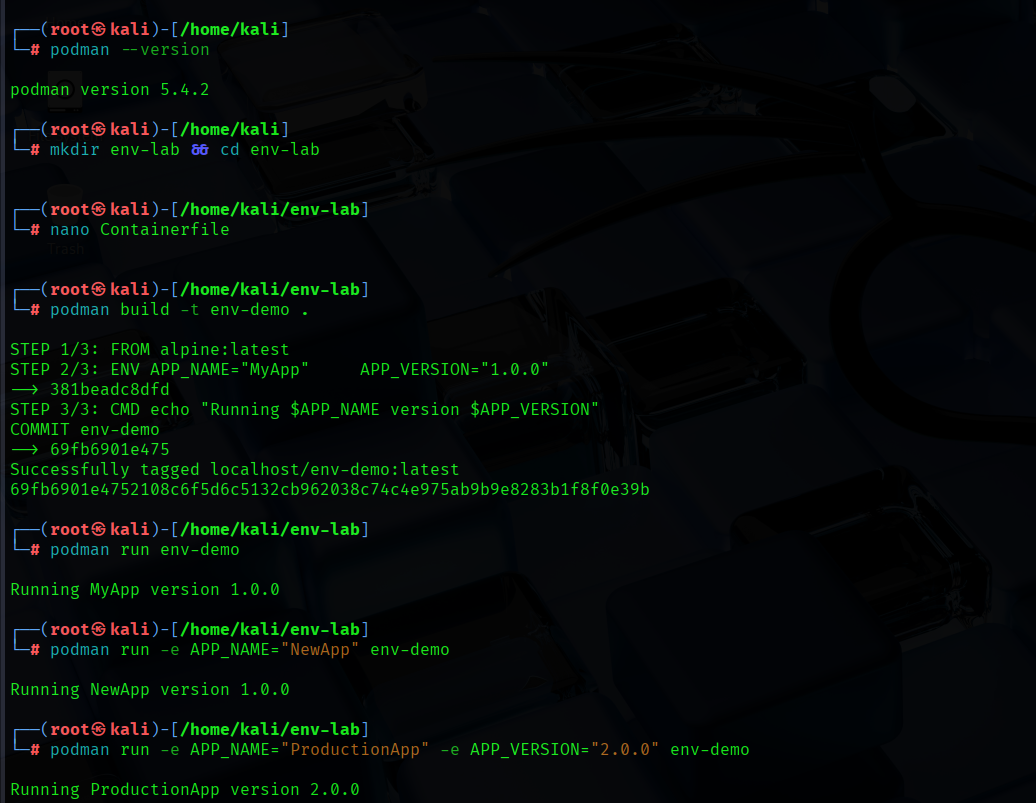 ┌──(root㉿kali)-[/home/kali]
└─# podman --version
podman version 5.4.2
┌──(root㉿kali)-[/home/kali]
└─# mkdir env-lab && cd env-lab
┌──(root㉿kali)-[/home/kali/env-lab]
└─# nano Containerfile
Trash
┌──(root㉿kali)-[/home/kali/env-lab]
└─# podman build -t env-demo .
STEP 1/3: FROM alpine:latest
STEP 2/3: ENV APP_NAME="MyApp"     APP_VERSION="1.0.0"
--> 381beadc8dfd
STEP 3/3: CMD echo "Running $APP_NAME version $APP_VERSION"
COMMIT env-demo
--> 69fb6901e475
Successfully tagged localhost/env-demo:latest
69fb6901e4752108c6f5d6c5132cb962038c74c4e975ab9b9e8283b1f8f0e39b
┌──(root㉿kali)-[/home/kali/env-lab]
└─# podman run env-demo
Running MyApp version 1.0.0
┌──(root㉿kali)-[/home/kali/env-lab]
└─# podman run -e APP_NAME="NewApp" env-demo
Running NewApp version 1.0.0
┌──(root㉿kali)-[/home/kali/env-lab]
└─# podman run -e APP_NAME="ProductionApp" -e APP_VERSION="2.0.0" env-demo
Running ProductionApp version 2.0.0